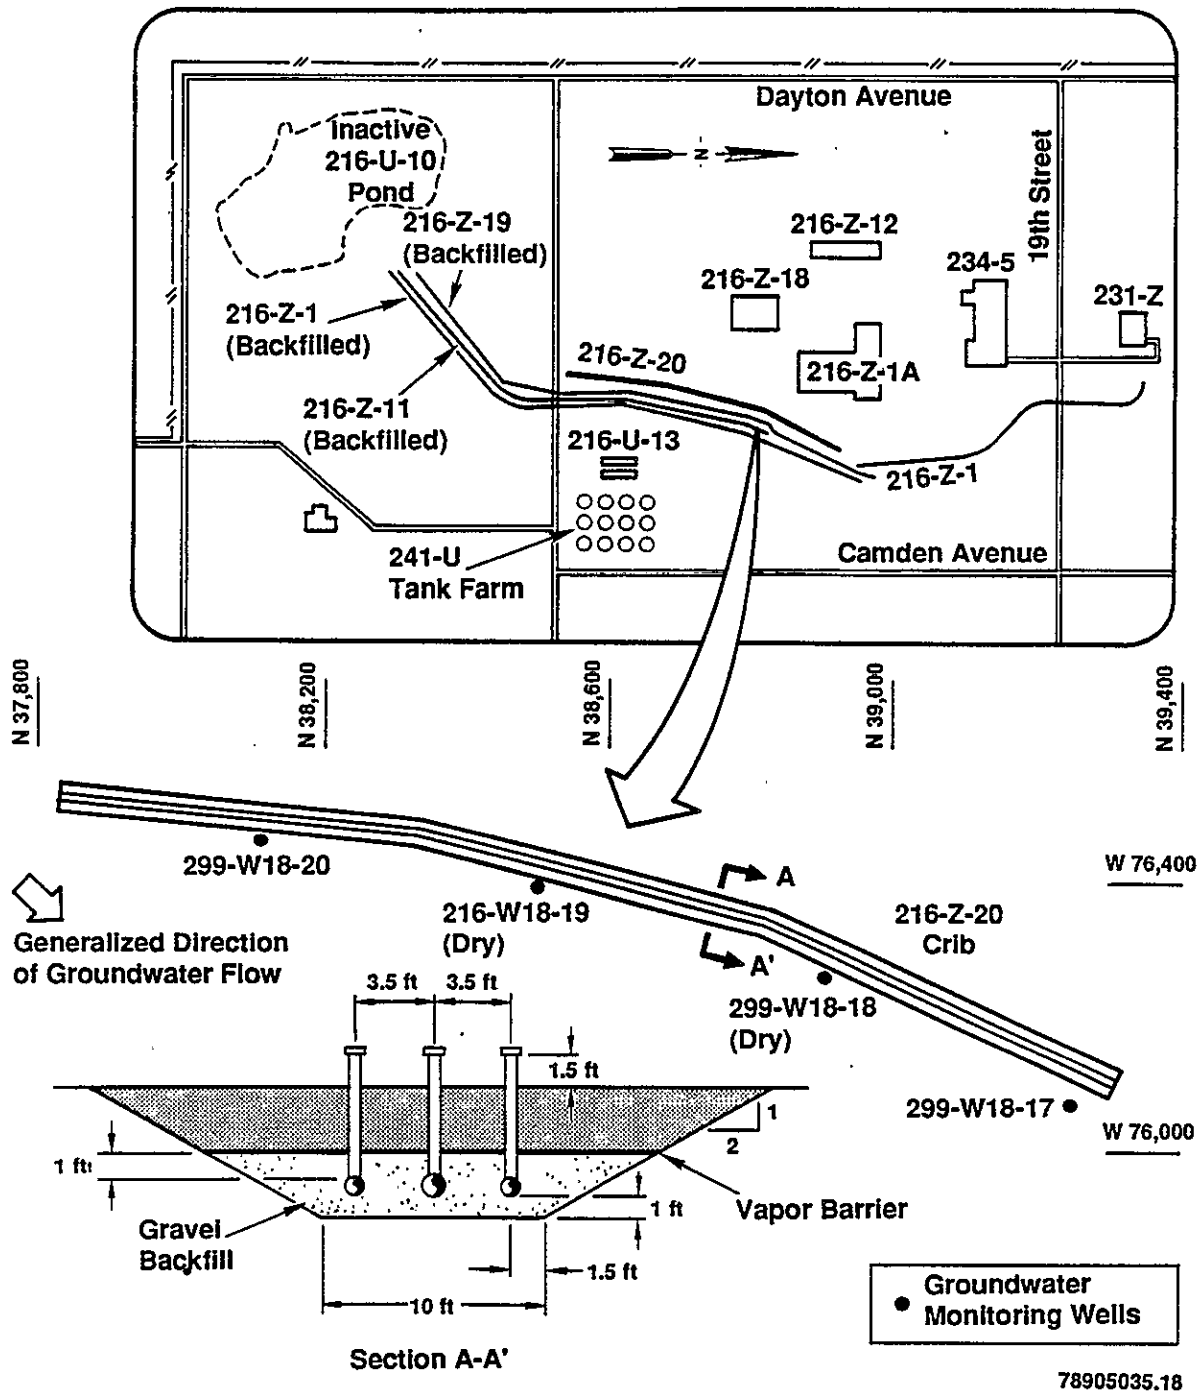 Dayton Avenue
Inactive
216-U-10
Pond
N
19th Street
216-Z-19
(Backfilled)
216-Z-12
234-5
216-Z-18
231-Z
216-Z-1
(Backfilled)
216-Z-20
216-Z-1A
216-Z-11
(Backfilled)
216-U-13
216-Z-1
241-U
Tank Farm
Camden Avenue
N 37,800
N 38,200
N 38,600
N 39,000
N 39,400
299-W18-20
W 76,400
A
216-W18-19
(Dry)
216-Z-20
Crib
Generalized Direction
of Groundwater Flow
A'
3.5 ft
3.5 ft
299-W18-18
(Dry)
1.5 ft
1
2
299-W18-17
W 76,000
1 ft
1 ft
Vapor Barrier
Gravel
Backfill
1.5 ft
10 ft
Groundwater
Monitoring Wells
Section A-A'
78905035.18